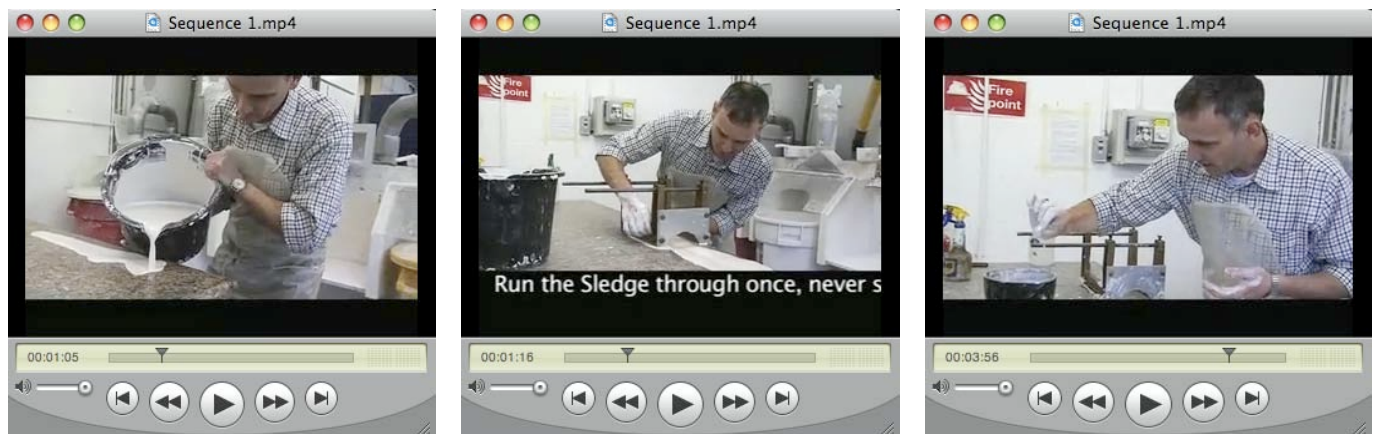 Sequence 1.mp4
00:01:05
Sequence 1.mp4
Fire
point
Run the Sledge through once, never s
00:01:16
Sequence 1.mp4
Fire
point
00:03:56